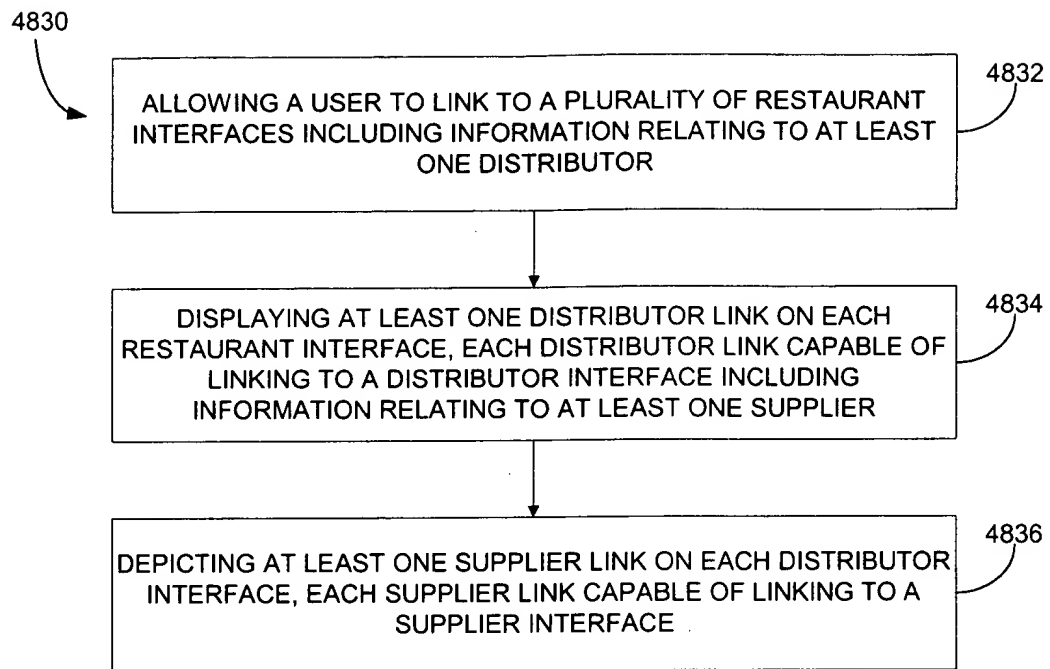 4830
4832
ALLOWING A USER TO LINK TO A PLURALITY OF RESTAURANT
INTERFACES INCLUDING INFORMATION RELATING TO AT LEAST
ONE DISTRIBUTOR
4834
DISPLAYING AT LEAST ONE DISTRIBUTOR LINK ON EACH
RESTAURANT INTERFACE, EACH DISTRIBUTOR LINK CAPABLE OF
LINKING TO A DISTRIBUTOR INTERFACE INCLUDING
INFORMATION RELATING TO AT LEAST ONE SUPPLIER
4836
DEPICTING AT LEAST ONE SUPPLIER LINK ON EACH DISTRIBUTOR
INTERFACE, EACH SUPPLIER LINK CAPABLE OF LINKING TO A
SUPPLIER INTERFACE